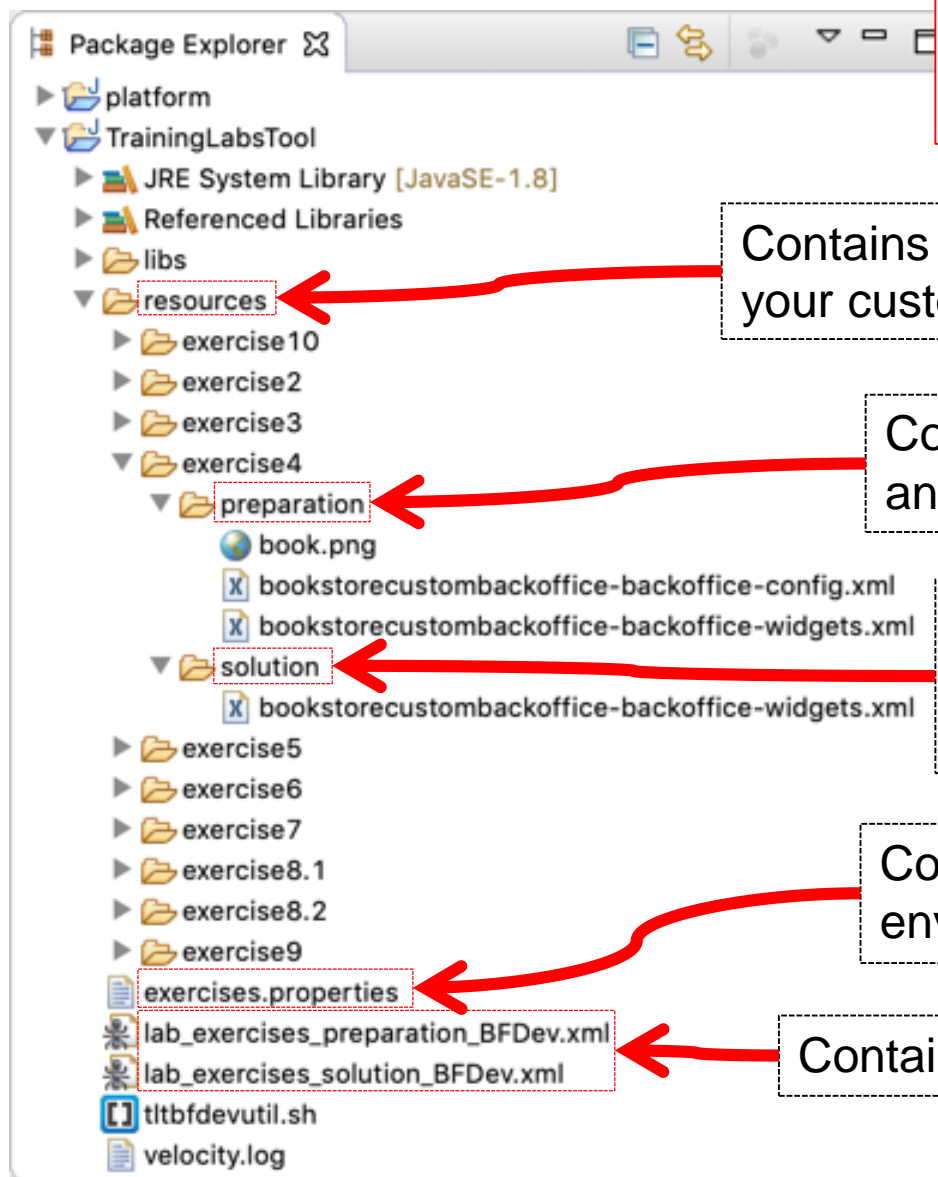 Package Explorer
platform
TrainingLabsTool
JRE System Library [JavaSE-1.8]
Referenced Libraries
libs
Contains
your custo
resources
exercise10
exercise2
exercise3
exercise4
Co
an
preparation
book.png
bookstorecustombackoffice-backoffice-config.xml
bookstorecustombackoffice-backoffice-widgets.xml
solution
bookstorecustombackoffice-backoffice-widgets.xml
exercise5
exercise6
exercise7
exercise8.1
exercise8.2
exercise9
Co
env
exercises.properties
lab_exercises_preparation_BFDev.xml
lab_exercises_solution_BFDev.xml
Contai
tltbfdevutil.sh
velocity.log